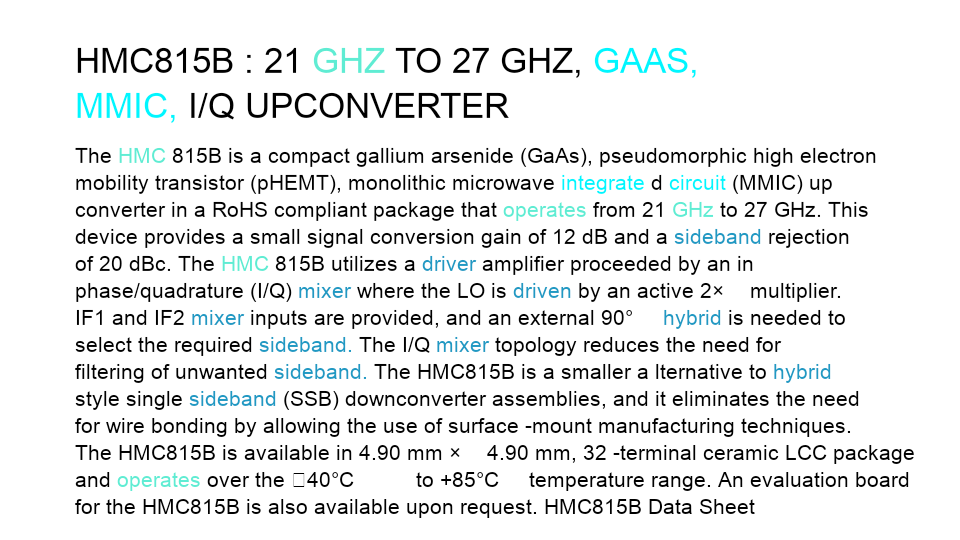 HMC815B : 21 GHZ TO 27 GHZ, GAAS,
MMIC, I/Q UPCONVERTER
The HMC 815B is a compact gallium arsenide (GaAs), pseudomorphic high electron
mobility transistor (pHEMT), monolithic microwave integrate d circuit (MMIC) up
converter in a RoHS compliant package that operates from 21 GHz to 27 GHz. This
device provides a small signal conversion gain of 12 dB and a sideband rejection
of 20 dBc. The HMC 815B utilizes a driver amplifier proceeded by an in
phase/quadrature (I/Q) mixer where the LO is driven by an active 2× multiplier.
IF1 and IF2 mixer inputs are provided, and an external 90° hybrid is needed to
select the required sideband. The I/Q mixer topology reduces the need for
filtering of unwanted sideband. The HMC815B is a smaller a lternative to hybrid
style single sideband (SSB) downconverter assemblies, and it eliminates the need
for wire bonding by allowing the use of surface -mount manufacturing techniques.
The HMC815B is available in 4.90 mm × 4.90 mm, 32 -terminal ceramic LCC package
and operates over the □40°C to +85°C temperature range. An evaluation board
for the HMC815B is also available upon request. HMC815B Data Sheet